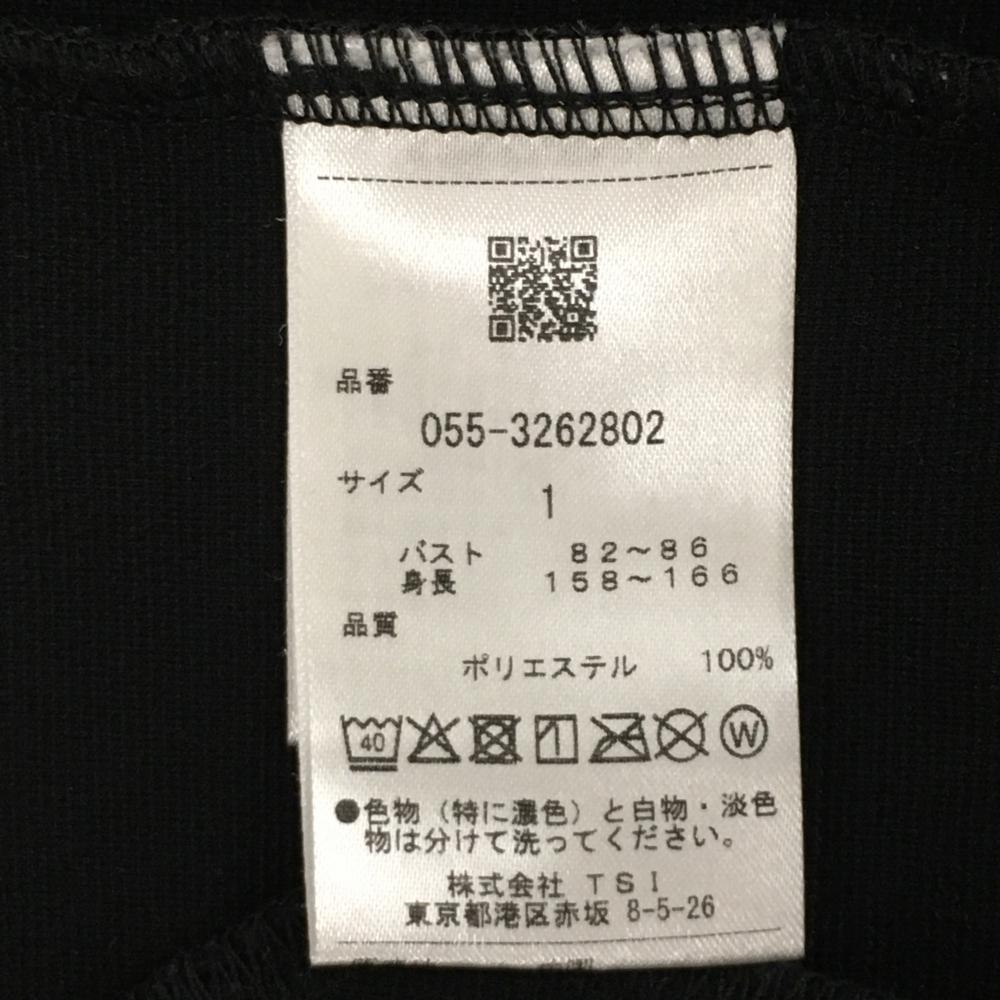 品番
055-3262802
サイズ
1
バスト 82～86
身長 158～166
品質
ポリエステル 100%
40 W
●色物（特に濃色）と白物・淡色
物は分けて洗ってください。
株式会社 TSI
東京都港区赤坂 8-5-26